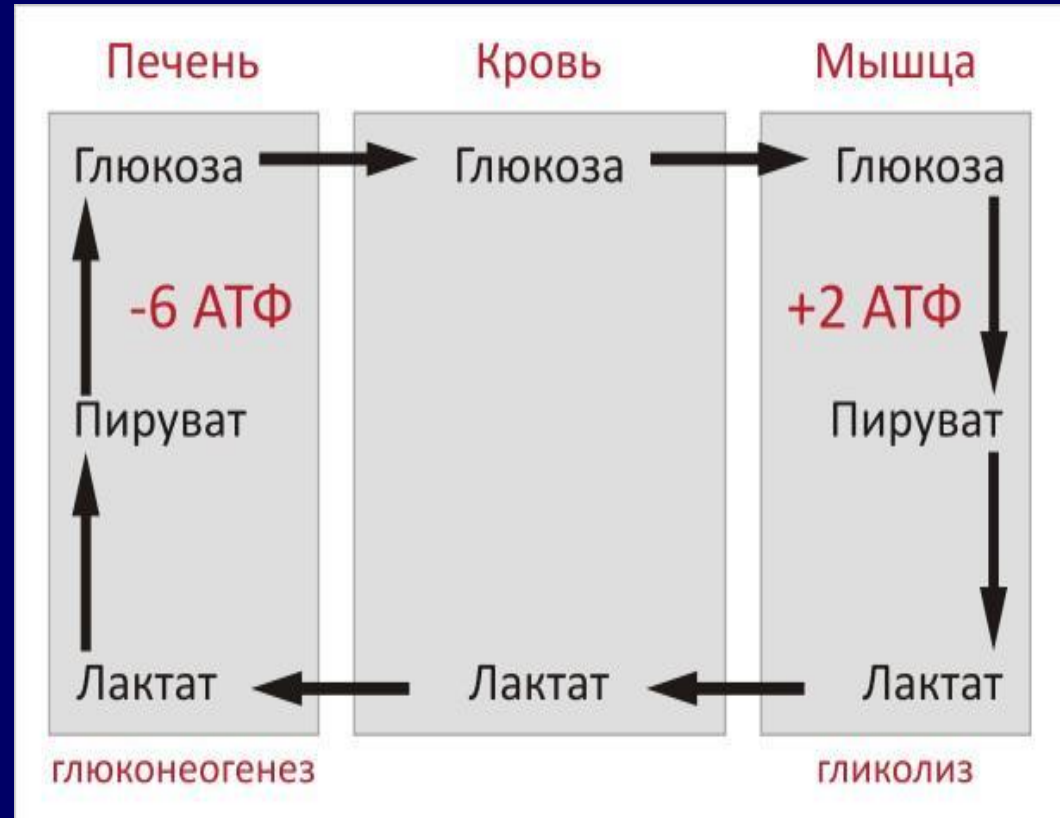 Печень Кровь Мышца
Глюкоза Глюкоза Глюкоза
-6 АТФ +2 АТФ
Пируват Пируват
Лактат Лактат Лактат
глюконеогенез гликолиз